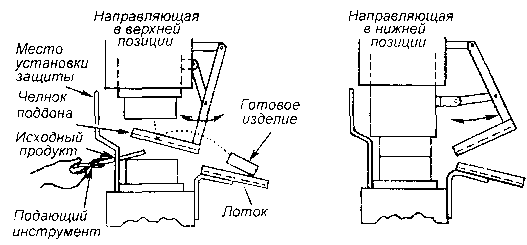 Направляющая
в верхней
позиции
Место
установки
защиты
Челнок
поддона
Исходный
продукт
Подающий
инструмент
Готовое
изделие
Лоток
Направляющая
в нижней
позиции